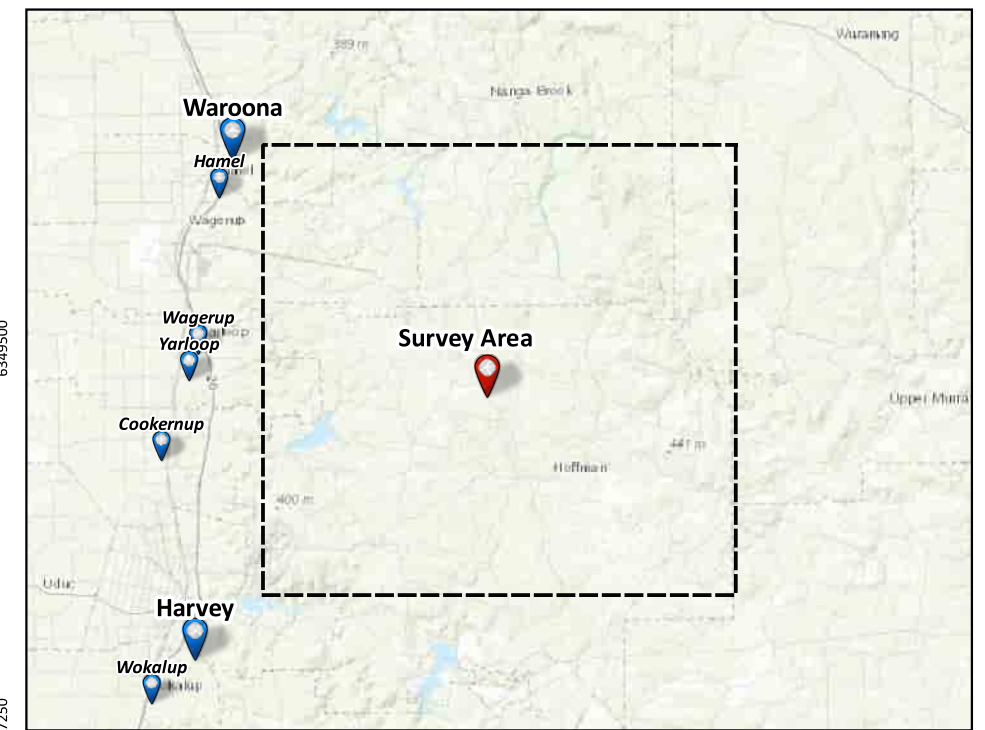 Wuraming
389 m
Nanga Brook
Waroona
Hamel
Wagerup
Wagerup
Yarloop
Survey Area
6349500
Upper Murra
Cookernup
441 m
Hoffman
400 m
Uduc
Harvey
Wokalup
7250